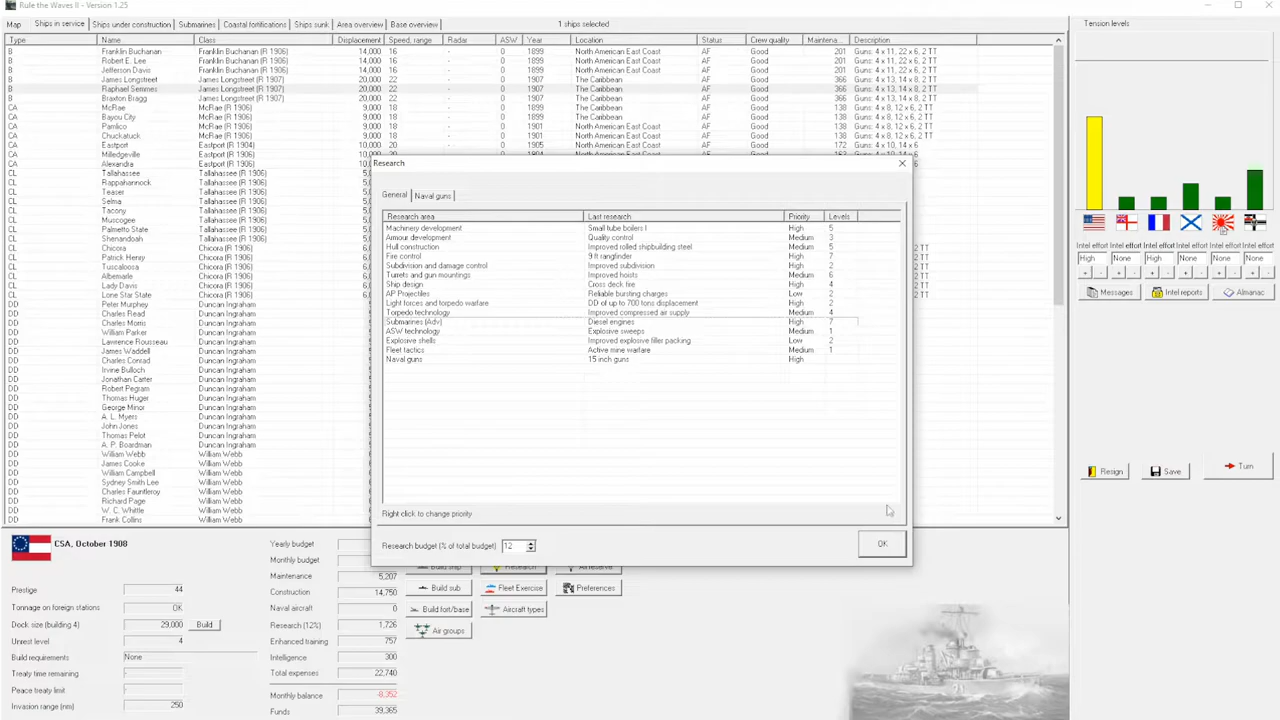 Rule the Waves II - Version 1.25
Map Ships in service Ships under construction Submarines Coastal fortifications Ships sunk Area overview Base overview 1 ships selected
Type Name Class Displacement Speed, range Radar ASW Year Location Status Crew quality Maintena... Description
B Franklin Buchanan Franklin Buchanan (R 1906) 14,000 16 - 0 1899 North American East Coast AF Good 201 Guns: 4 x 11, 22 x 6, 2 TT
B Robert E. Lee Franklin Buchanan (R 1906) 14,000 16 - 0 1899 North American East Coast AF Good 201 Guns: 4 x 11, 22 x 6, 2 TT
B Jefferson Davis Franklin Buchanan (R 1906) 14,000 16 - 0 1899 North American East Coast AF Good 201 Guns: 4 x 11, 22 x 6, 2 TT
B James Longstreet James Longstreet (R 1907) 20,000 22 - 0 1907 The Caribbean AF Good 366 Guns: 4 x 13, 14 x 8, 2 TT
B Raphael Semmes James Longstreet (R 1907) 20,000 22 - 0 1907 The Caribbean AF Good 366 Guns: 4 x 13, 14 x 8, 2 TT
B Braxton Bragg James Longstreet (R 1907) 20,000 22 - 0 1907 The Caribbean AF Good 366 Guns: 4 x 13, 14 x 8, 2 TT
CA McRae McRae (R 1906) 9,000 18 - 0 1899 The Caribbean AF Good 138 Guns: 4 x 8, 12 x 6, 2 TT
CA Bayou City McRae (R 1906) 9,000 18 - 0 1899 The Caribbean AF Good 138 Guns: 4 x 8, 12 x 6, 2 TT
CA Pamlico McRae (R 1906) 9,000 18 - 0 1901 North American East Coast AF Good 138 Guns: 4 x 8, 12 x 6, 2 TT
CA Chuckatuck McRae (R 1906) 9,000 18 - 0 1901 North American East Coast AF Good 138 Guns: 4 x 8, 12 x 6, 2 TT
CA Eastport Eastport (R 1904) 10,000 20 - 0 1905 North American East Coast AF Good 142 Guns: 4 x 10, 14 x 6
CA Milledgeville
CA Alexandra
CL Tallahassee Tallahassee (R 1906)
CL Rappahannock Tallahassee (R 1906)
CL Teaser Tallahassee (R 1906)
CL Selma Tallahassee (R 1906)
CL Tacony Tallahassee (R 1906)
CL Muscogee Tallahassee (R 1906)
CL Palmetto State Tallahassee (R 1906)
CL Shenandoah Tallahassee (R 1906)
CL Chicora Chicora (R 1906)
CL Patrick Henry Chicora (R 1906)
CL Tuscaloosa Chicora (R 1906)
CL Albemarle Chicora (R 1906)
CL Lady Davis Chicora (R 1906)
CL Lone Star State Chicora (R 1906)
DD Peter Murphey Duncan Ingraham
DD Charles Read Duncan Ingraham
DD Charles Morris Duncan Ingraham
DD William Parker Duncan Ingraham
DD Lawrence Rousseau Duncan Ingraham
DD James Waddell Duncan Ingraham
DD Charles Conrad Duncan Ingraham
DD Irvine Bulloch Duncan Ingraham
DD Jonathan Carter Duncan Ingraham
DD Robert Pegram Duncan Ingraham
DD Thomas Huger Duncan Ingraham
DD George Minor Duncan Ingraham
DD A. L. Myers Duncan Ingraham
DD John Jones Duncan Ingraham
DD Thomas Pelot Duncan Ingraham
DD A. P. Boardman Duncan Ingraham
DD William Webb William Webb
DD James Cooke William Webb
DD William Campbell William Webb
DD Sydney Smith Lee William Webb
DD Charles Fauntleroy William Webb
DD Richard Page William Webb
DD W. C. Whittle William Webb
DD Frank Collins William Webb
Research
General Naval guns
Research area Last research Priority Levels
Machinery development Small tube boilers I High 5
Armour development Quality control Medium 3
Hull construction Improved rolled shipbuilding steel Medium 5
Fire control 9 ft rangfinder High 7
Subdivision and damage control Improved subdivision High 2
Turrets and gun mountings Improved hoists Medium 6
Ship design Cross deck fire High 4
AP Projectiles Reliable bursting charges Low 2
Light forces and torpedo warfare DD of up to 700 tons displacement High 2
Torpedo technology Improved compressed air supply Medium 4
Submarines (Adv) Diesel engines High 7
ASW technology Explosive sweeps Medium 1
Explosive shells Improved explosive filler packing Low 2
Fleet tactics Active mine warfare Medium 1
Naval guns 15 inch guns High
Right click to change priority
Research budget (% of total budget) 12
OK
Tension levels
Intel effort Intel effort Intel effort Intel effort Intel effort Intel effort
High None High None None None
+ - + - + - + - + - + -
Messages Intel reports Almanac
Resign Save Turn
CSA, October 1908
Prestige 44
Tonnage on foreign stations OK
Dock size (building 4) 29,000 Build
Unrest level 4
Build requirements None
Treaty time remaining -
Peace treaty limit
Invasion range (nm) 250
Yearly budget
Monthly budget
Maintenance 5,207
Construction 14,750
Naval aircraft 0
Research (12%) 1,726
Enhanced training 757
Intelligence 300
Total expenses 22,740
Monthly balance -8,352
Funds 39,365
Build ship Research Air reserve
Build sub Fleet Exercise Preferences
Build fort/base Aircraft types
Air groups